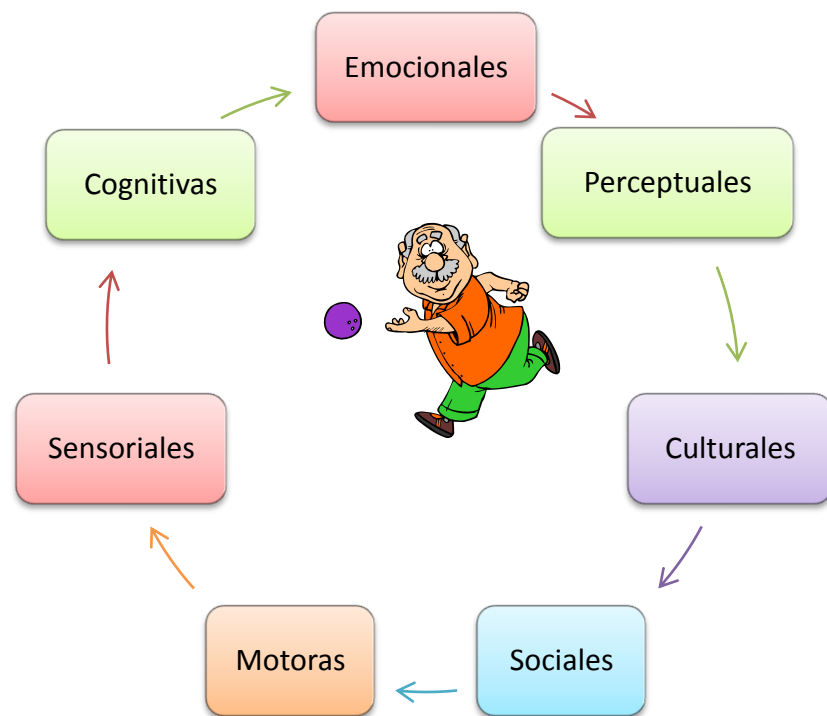 Emocionales
Perceptuales
Culturales
Sociales
Motoras
Sensoriales
Cognitivas